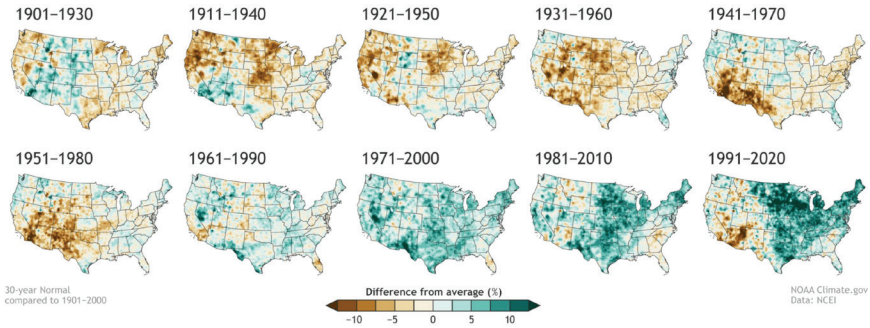 1901–1930
1911–1940
1921–1950
1931–1960
1941–1970
1951–1980
1961–1990
1971–2000
1981–2010
1991–2020
30-year Normal
compared to 1901–2000
Difference from average (%)
−10 −5 0 5 10
NOAA Climate.gov
Data: NCEI